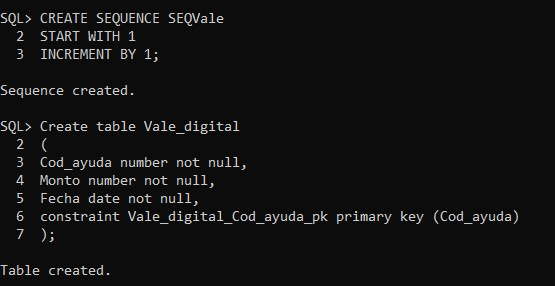 SQL> CREATE SEQUENCE SEQVale
  2  START WITH 1
  3  INCREMENT BY 1;
Sequence created.
SQL> Create table Vale_digital
  2  (
  3  Cod_ayuda number not null,
  4  Monto number not null,
  5  Fecha date not null,
  6  constraint Vale_digital_Cod_ayuda_pk primary key (Cod_ayuda)
  7  );
Table created.